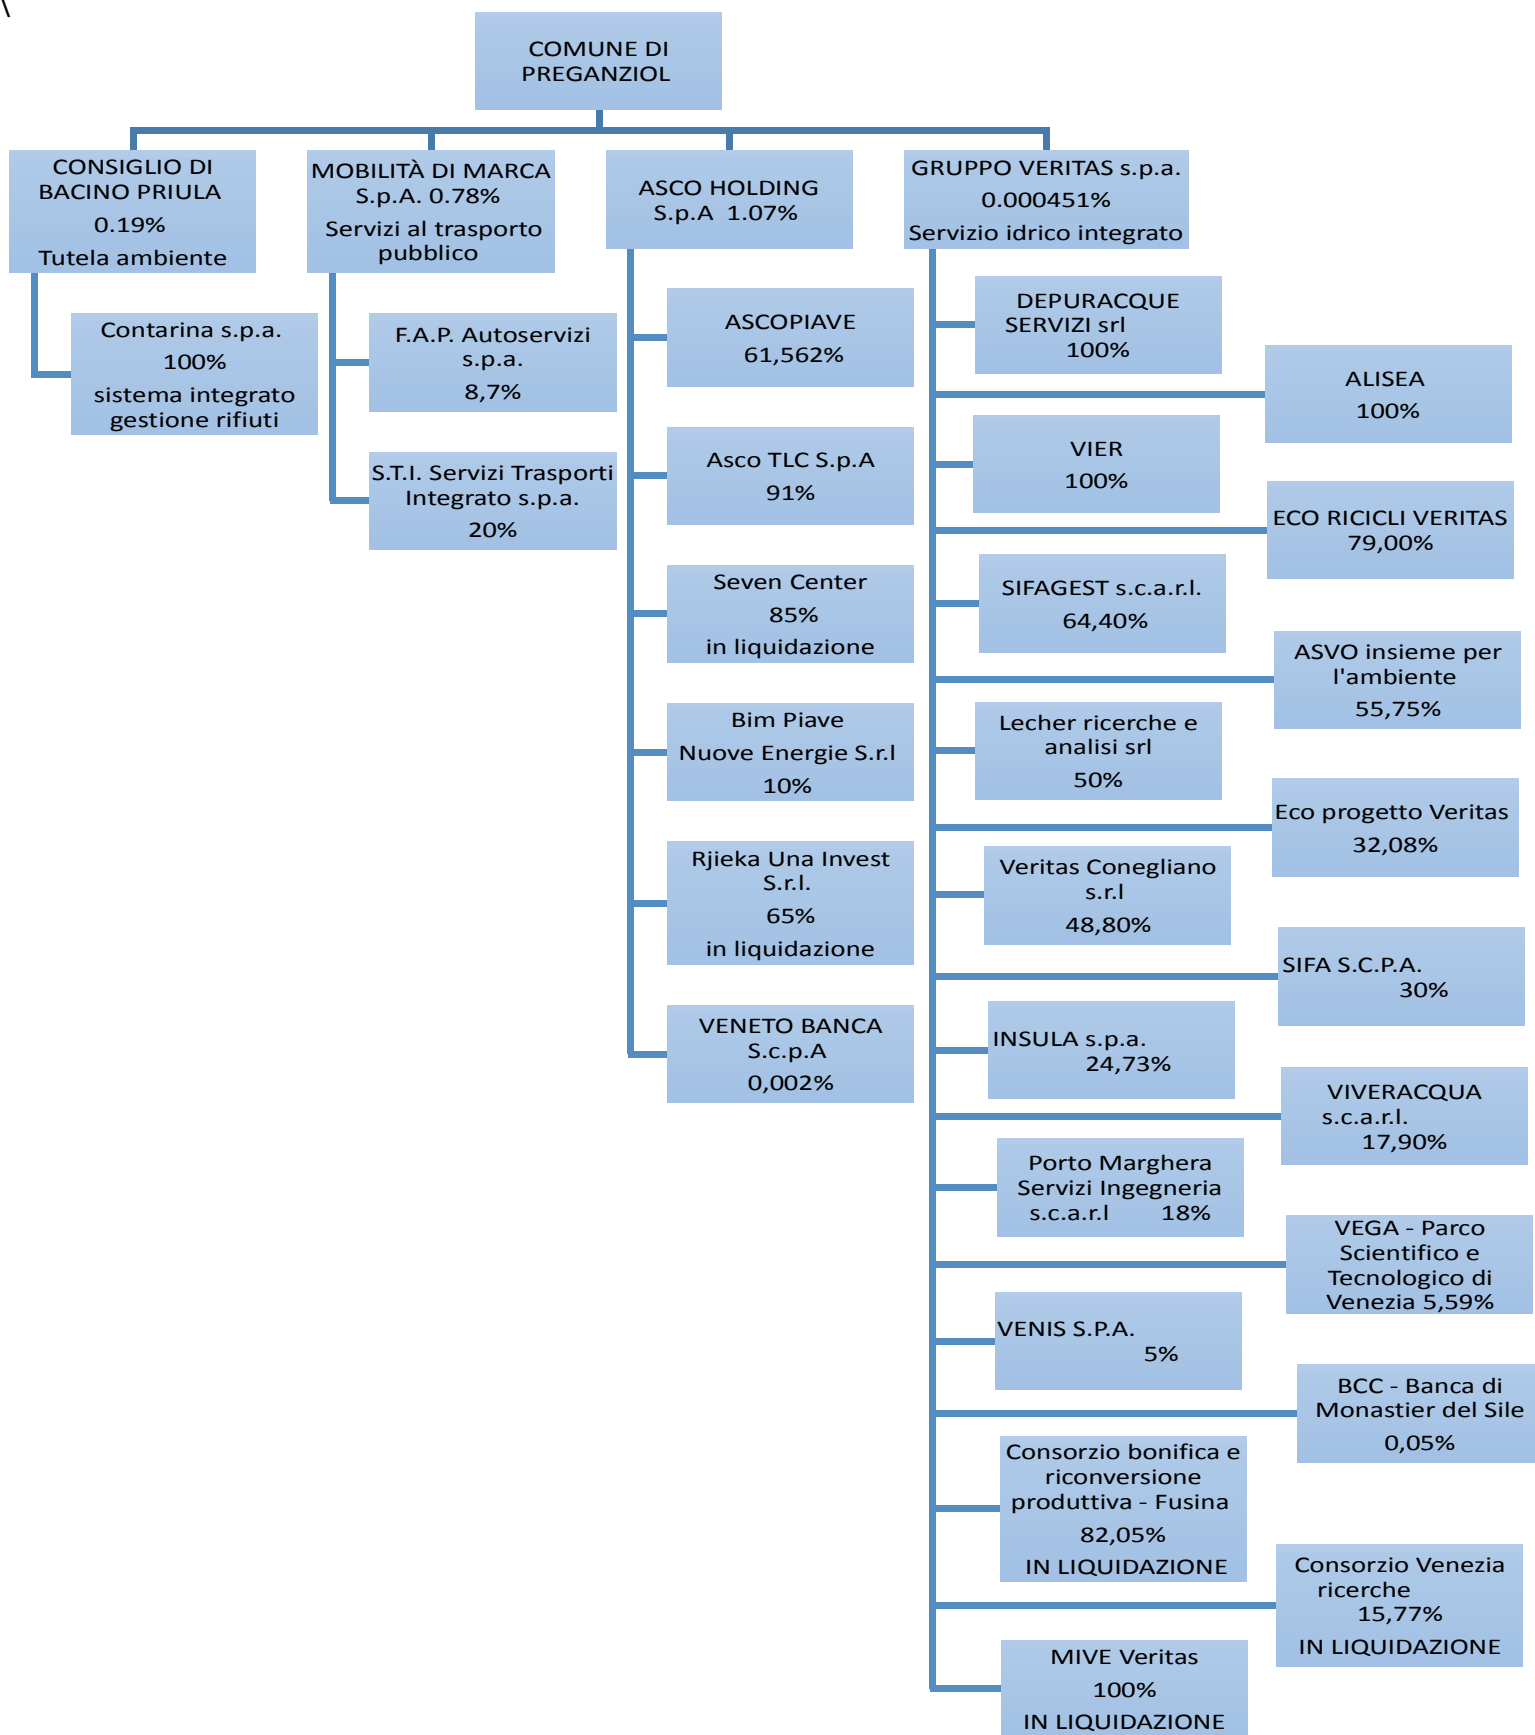 \
COMUNE DI
PREGANZIOL
CONSIGLIO DI
BACINO PRIULA
0.19%
Tutela ambiente
Contarina s.p.a.
100%
sistema integrato
gestione rifiuti
MOBILITÀ DI MARCA
S.p.A. 0.78%
Servizi al trasporto
pubblico
F.A.P. Autoservizi
s.p.a.
8,7%
S.T.I. Servizi Trasporti
Integrato s.p.a.
20%
ASCO HOLDING
S.p.A 1.07%
ASCOPIAVE
61,562%
Asco TLC S.p.A
91%
Seven Center
85%
in liquidazione
Bim Piave
Nuove Energie S.r.l
10%
Rjieka Una Invest
S.r.l.
65%
in liquidazione
VENETO BANCA
S.c.p.A
0,002%
GRUPPO VERITAS s.p.a.
0.000451%
Servizio idrico integrato
DEPURACQUE
SERVIZI srl
100%
ALISEA
100%
VIER
100%
ECO RICICLI VERITAS
79,00%
SIFAGEST s.c.a.r.l.
64,40%
ASVO insieme per
l'ambiente
55,75%
Lecher ricerche e
analisi srl
50%
Eco progetto Veritas
32,08%
Veritas Conegliano
s.r.l
48,80%
SIFA S.C.P.A.
30%
INSULA s.p.a.
24,73%
VIVERACQUA
s.c.a.r.l.
17,90%
Porto Marghera
Servizi Ingegneria
s.c.a.r.l 18%
VEGA - Parco
Scientifico e
Tecnologico di
Venezia 5,59%
VENIS S.P.A.
5%
BCC - Banca di
Monastier del Sile
0,05%
Consorzio bonifica e
riconversione
produttiva - Fusina
82,05%
IN LIQUIDAZIONE
Consorzio Venezia
ricerche
15,77%
IN LIQUIDAZIONE
MIVE Veritas
100%
IN LIQUIDAZIONE